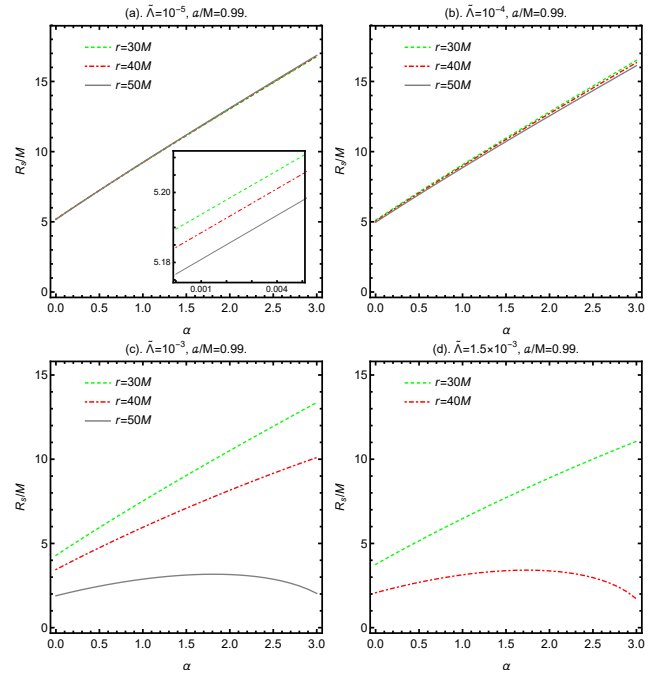 (a). Λ̃=10⁻⁵, a/M=0.99.
r=30M
r=40M
r=50M
15
10
5
0
R_s/M
5.20
5.18
0.001 0.004
0.0 0.5 1.0 1.5 2.0 2.5 3.0
α
(b). Λ̃=10⁻⁴, a/M=0.99.
r=30M
r=40M
r=50M
15
10
5
0
R_s/M
0.0 0.5 1.0 1.5 2.0 2.5 3.0
α
(c). Λ̃=10⁻³, a/M=0.99.
r=30M
r=40M
r=50M
15
10
5
0
R_s/M
0.0 0.5 1.0 1.5 2.0 2.5 3.0
α
(d). Λ̃=1.5×10⁻³, a/M=0.99.
r=30M
r=40M
15
10
5
0
R_s/M
0.0 0.5 1.0 1.5 2.0 2.5 3.0
α